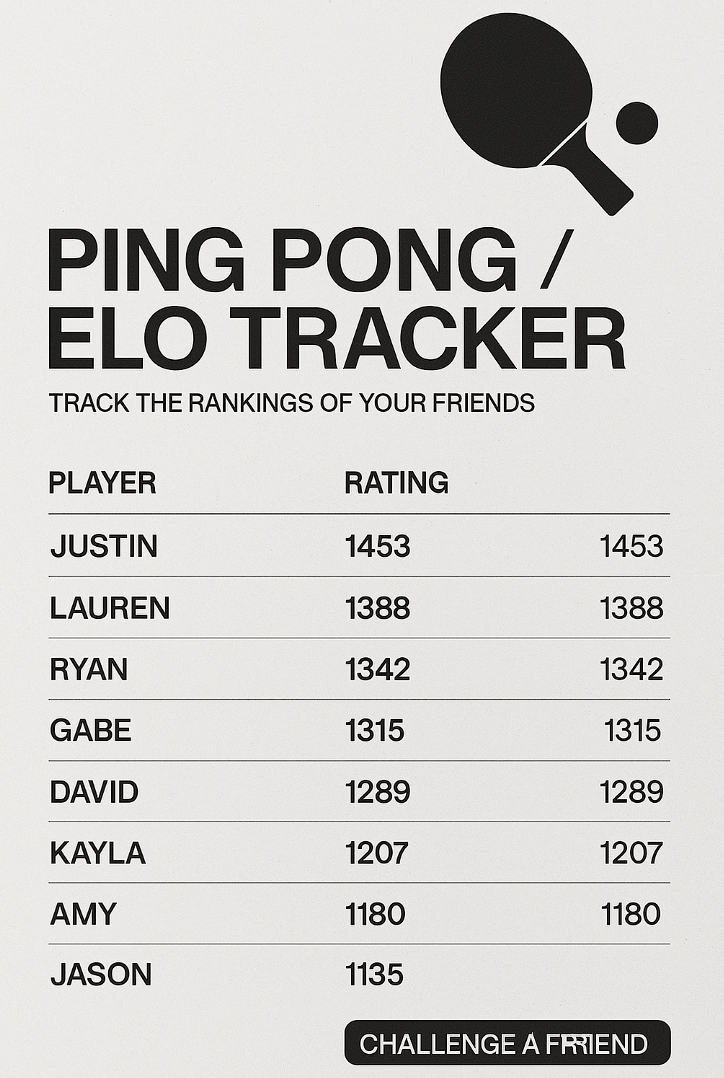 PING PONG /
ELO TRACKER
TRACK THE RANKINGS OF YOUR FRIENDS
PLAYER RATING
JUSTIN 1453 1453
LAUREN 1388 1388
RYAN 1342 1342
GABE 1315 1315
DAVID 1289 1289
KAYLA 1207 1207
AMY 1180 1180
JASON 1135
CHALLENGE A FRIEND